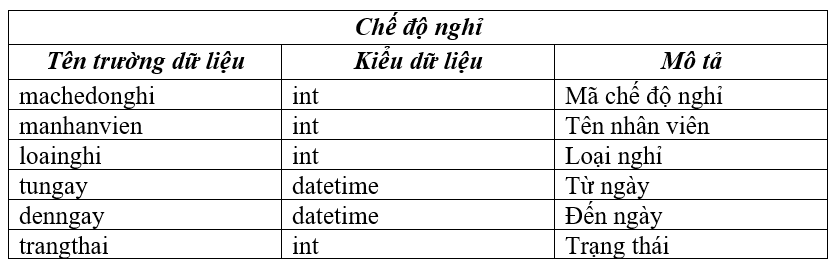 Chế độ nghỉ
Tên trường dữ liệu Kiểu dữ liệu Mô tả
machedonghi int Mã chế độ nghỉ
manhanvien int Tên nhân viên
loainghi int Loại nghỉ
tungay datetime Từ ngày
denngay datetime Đến ngày
trangthai int Trạng thái